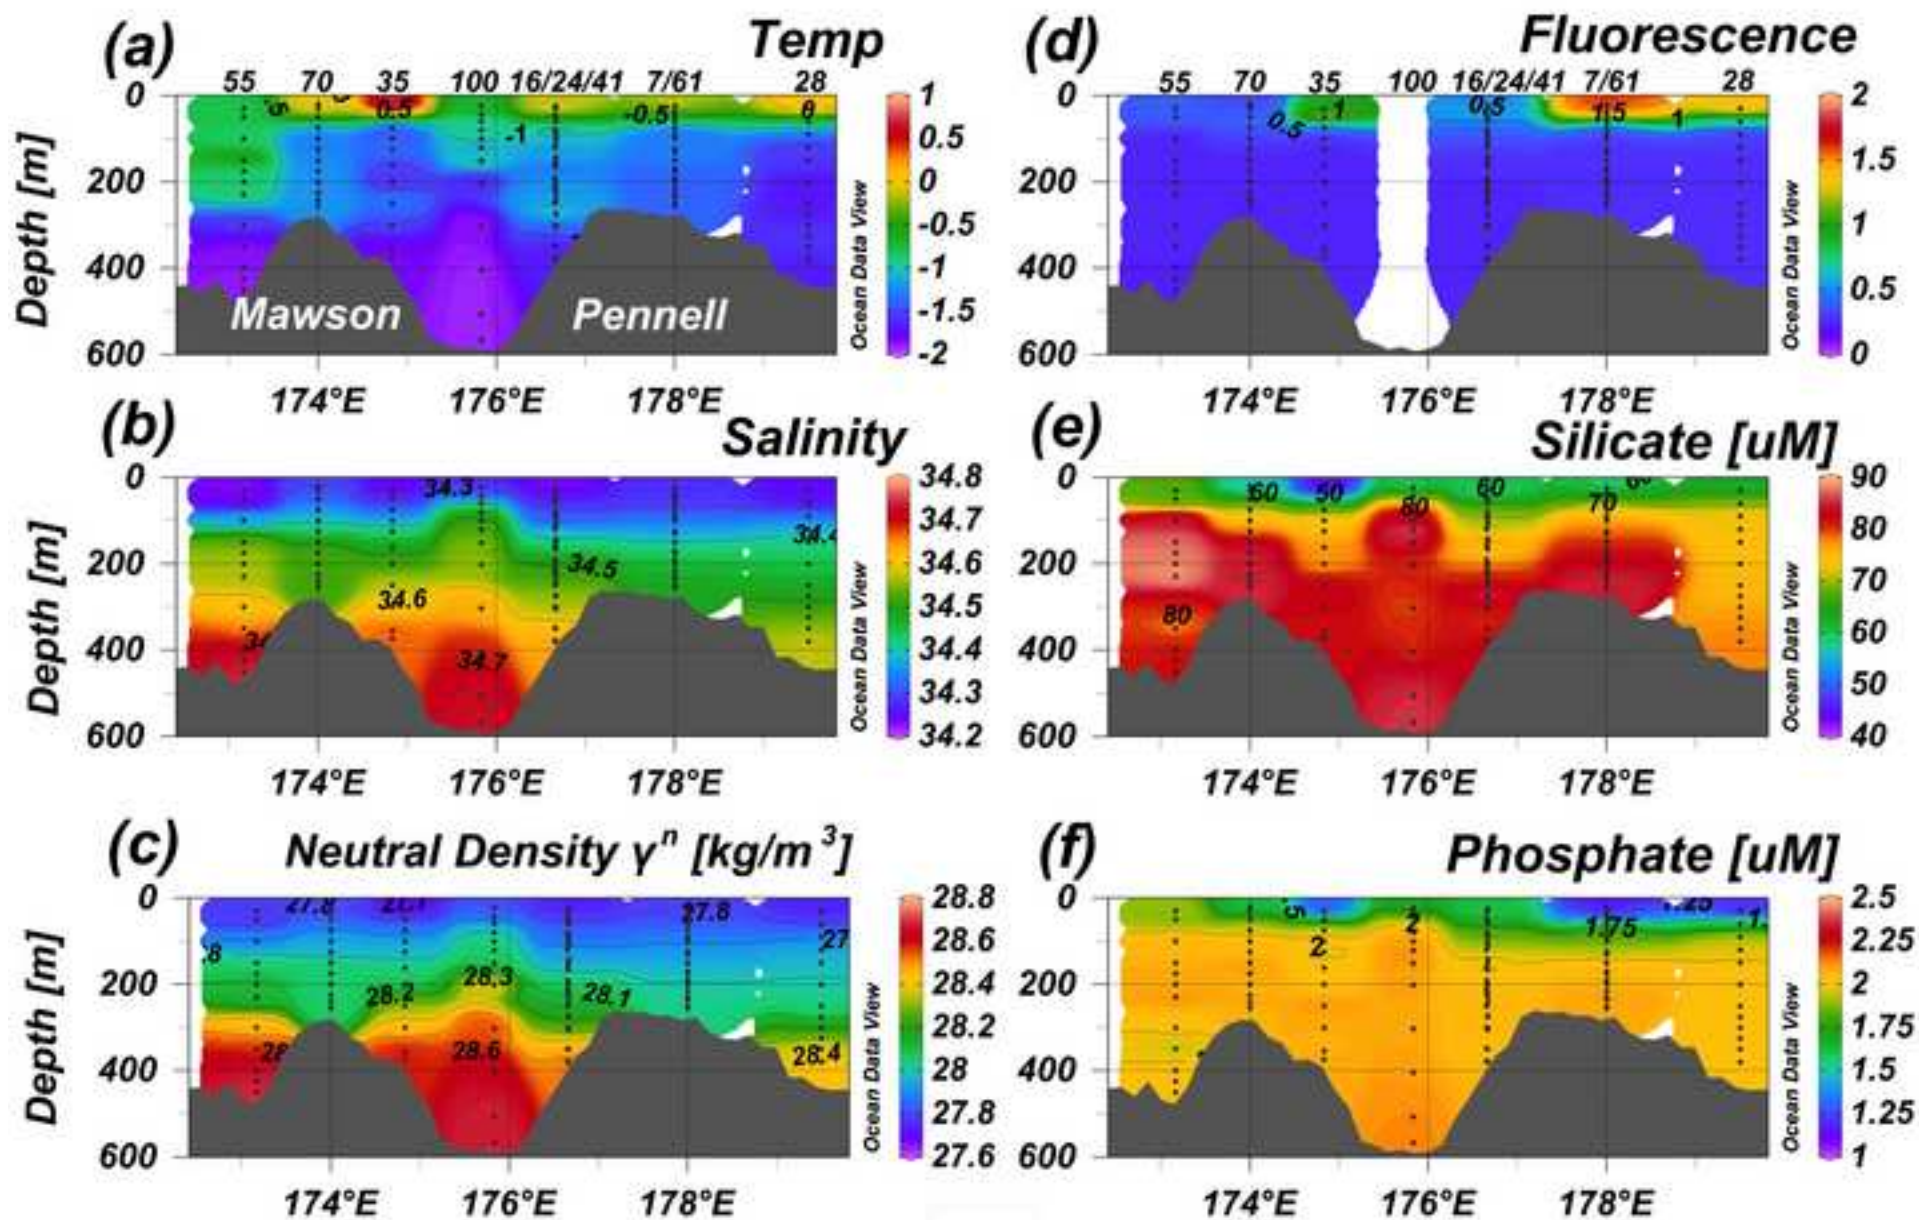 (a) Temp
55 70 35 100 16/24/41 7/61 28
0
200
400
600
Depth [m]
0.5 -0.5 0
-1
Mawson Pennell
174°E 176°E 178°E
1
0.5
0
-0.5
-1
-1.5
-2
Ocean Data View
(d) Fluorescence
55 70 35 100 16/24/41 7/61 28
0
200
400
600
0.5 1 0.5 1.5 1
174°E 176°E 178°E
2
1.5
1
0.5
0
Ocean Data View
(b) Salinity
0
200
400
600
Depth [m]
34.3
34.4
34.5
34.6
34.7
174°E 176°E 178°E
34.8
34.7
34.6
34.5
34.4
34.3
34.2
Ocean Data View
(e) Silicate [uM]
0
200
400
600
60 50 80 60 70 60
80
174°E 176°E 178°E
90
80
70
60
50
40
Ocean Data View
(c) Neutral Density γⁿ [kg/m³]
0
200
400
600
Depth [m]
27.8 27.8
28.3
28.2 28.1
28.6 28.4
174°E 176°E 178°E
28.8
28.6
28.4
28.2
28
27.8
27.6
Ocean Data View
(f) Phosphate [uM]
0
200
400
600
2 2 1.75
174°E 176°E 178°E
2.5
2.25
2
1.75
1.5
1.25
1
Ocean Data View